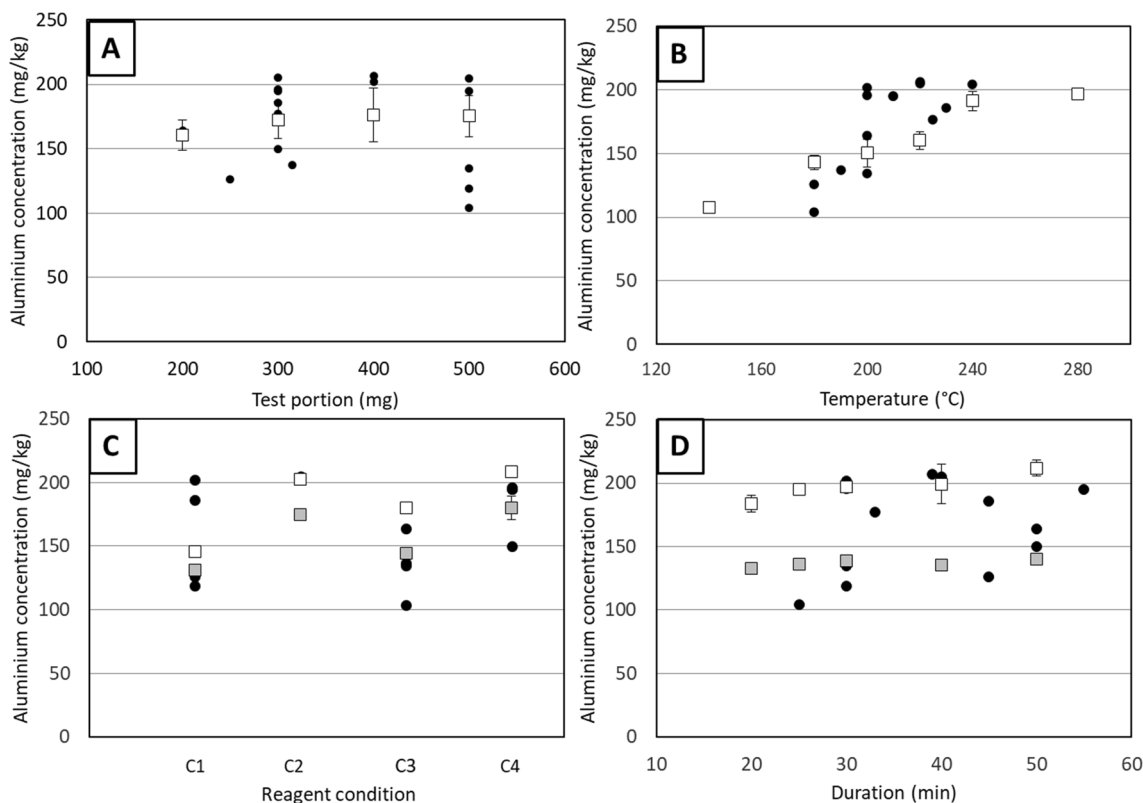 A
Aluminium concentration (mg/kg)
250
200
150
100
50
0
100 200 300 400 500 600
Test portion (mg)
B
Aluminium concentration (mg/kg)
250
200
150
100
50
0
120 160 200 240 280
Temperature (°C)
C
Aluminium concentration (mg/kg)
250
200
150
100
50
0
C1 C2 C3 C4
Reagent condition
D
Aluminium concentration (mg/kg)
250
200
150
100
50
0
10 20 30 40 50 60
Duration (min)